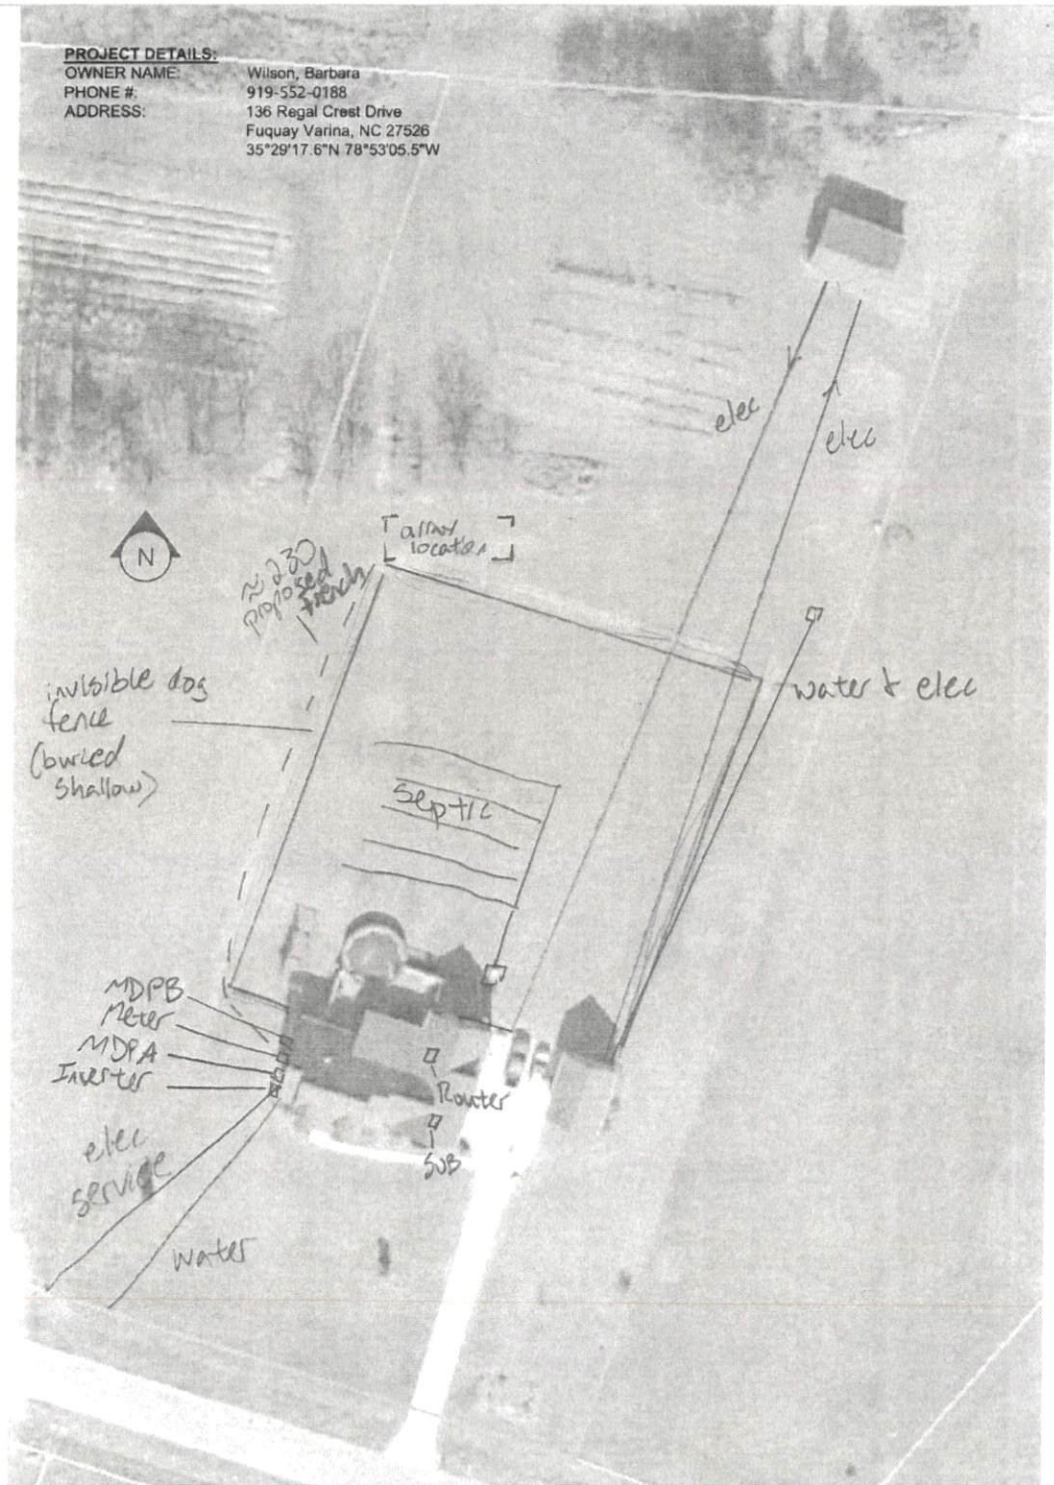 PROJECT DETAILS:
OWNER NAME: Wilson, Barbara
PHONE #: 919-552-0188
ADDRESS: 136 Regal Crest Drive
Fuquay Varina, NC 27526
35°29'17.6"N 78°53'05.5"W
elec
elec
N
array
location
≈ 230
proposed
trench
invisible dog
fence
(buried
shallow)
water & elec
septic
MDPB
Meter
MDPA
Inverter
Router
SUB
elec
service
water